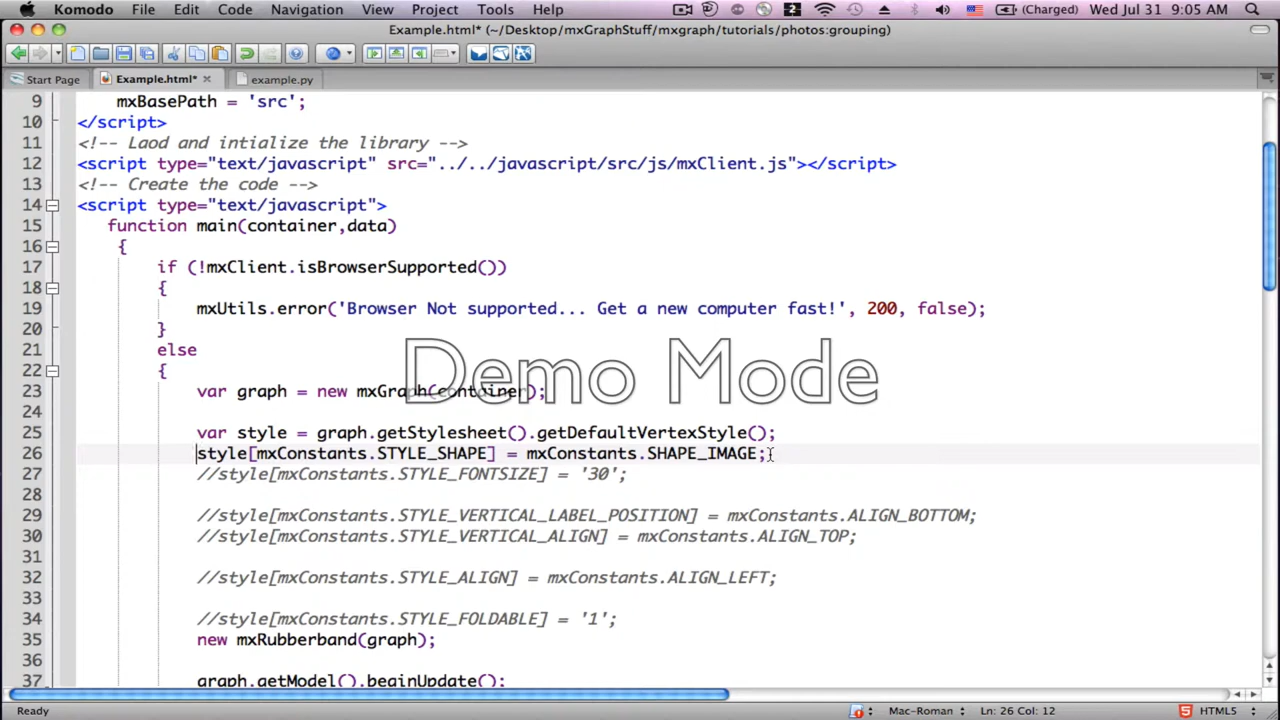 Komodo File Edit Code Navigation View Project Tools Help 2 (Charged) Wed Jul 31 9:05 AM
Example.html* (~/Desktop/mxGraphStuff/mxgraph/tutorials/photos:grouping)
Start Page Example.html* example.py
9 mxBasePath = 'src';
10 </script>
11 <!-- Laod and intialize the library -->
12 <script type="text/javascript" src="../../javascript/src/js/mxClient.js"></script>
13 <!-- Create the code -->
14 <script type="text/javascript">
15 function main(container,data)
16 {
17 if (!mxClient.isBrowserSupported())
18 {
19 mxUtils.error('Browser Not supported... Get a new computer fast!', 200, false);
20 }
21 else
22 {
Demo Mode
23 var graph = new mxGraph(container);
24
25 var style = graph.getStylesheet().getDefaultVertexStyle();
26 style[mxConstants.STYLE_SHAPE] = mxConstants.SHAPE_IMAGE;
27 //style[mxConstants.STYLE_FONTSIZE] = '30';
28
29 //style[mxConstants.STYLE_VERTICAL_LABEL_POSITION] = mxConstants.ALIGN_BOTTOM;
30 //style[mxConstants.STYLE_VERTICAL_ALIGN] = mxConstants.ALIGN_TOP;
31
32 //style[mxConstants.STYLE_ALIGN] = mxConstants.ALIGN_LEFT;
33
34 //style[mxConstants.STYLE_FOLDABLE] = '1';
35 new mxRubberband(graph);
36
37 graph.getModel().beginUpdate();
Ready Mac-Roman Ln: 26 Col: 12 HTML5